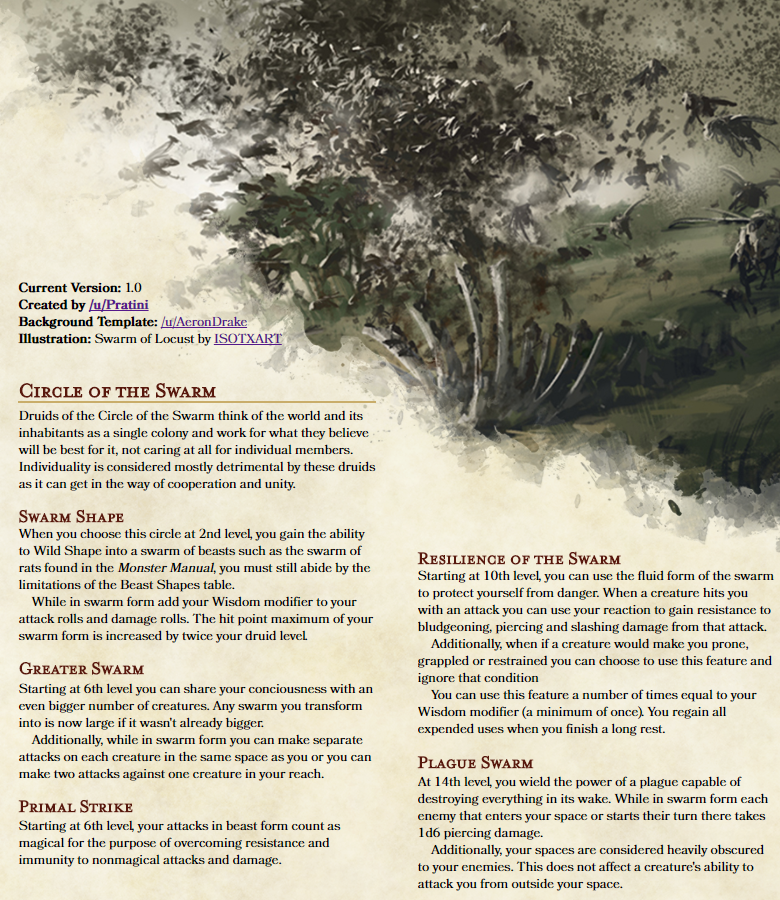 Current Version: 1.0
Created by /u/Pratini
Background Template: /u/AeronDrake
Illustration: Swarm of Locust by ISOTXART
Circle of the Swarm
Druids of the Circle of the Swarm think of the world and its
inhabitants as a single colony and work for what they believe
will be best for it, not caring at all for individual members.
Individuality is considered mostly detrimental by these druids
as it can get in the way of cooperation and unity.
Swarm Shape
When you choose this circle at 2nd level, you gain the ability
to Wild Shape into a swarm of beasts such as the swarm of
rats found in the Monster Manual, you must still abide by the
limitations of the Beast Shapes table.
While in swarm form add your Wisdom modifier to your
attack rolls and damage rolls. The hit point maximum of your
swarm form is increased by twice your druid level.
Greater Swarm
Starting at 6th level you can share your conciousness with an
even bigger number of creatures. Any swarm you transform
into is now large if it wasn't already bigger.
Additionally, while in swarm form you can make separate
attacks on each creature in the same space as you or you can
make two attacks against one creature in your reach.
Primal Strike
Starting at 6th level, your attacks in beast form count as
magical for the purpose of overcoming resistance and
immunity to nonmagical attacks and damage.
Resilience of the Swarm
Starting at 10th level, you can use the fluid form of the swarm
to protect yourself from danger. When a creature hits you
with an attack you can use your reaction to gain resistance to
bludgeoning, piercing and slashing damage from that attack.
Additionally, when if a creature would make you prone,
grappled or restrained you can choose to use this feature and
ignore that condition
You can use this feature a number of times equal to your
Wisdom modifier (a minimum of once). You regain all
expended uses when you finish a long rest.
Plague Swarm
At 14th level, you wield the power of a plague capable of
destroying everything in its wake. While in swarm form each
enemy that enters your space or starts their turn there takes
1d6 piercing damage.
Additionally, your spaces are considered heavily obscured
to your enemies. This does not affect a creature's ability to
attack you from outside your space.